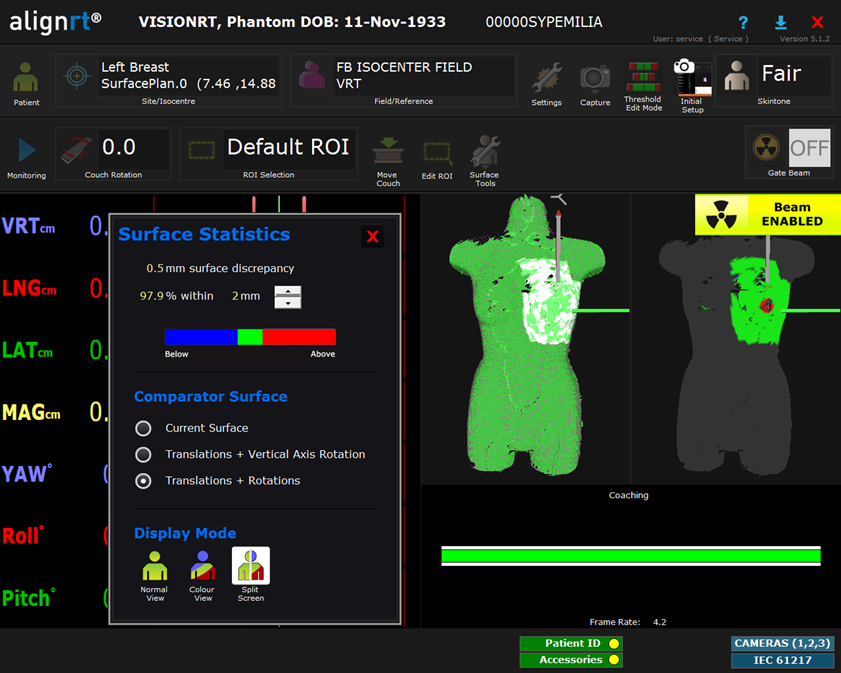 alignrt®
VISIONRT, Phantom DOB: 11-Nov-1933
00000SYPEMILIA
?
X
User: service ( Service )
Version 5.1.2
Patient
Left Breast
SurfacePlan.0 (7.46 ,14.88
Site/Isocentre
FB ISOCENTER FIELD
VRT
Field/Reference
Settings
Capture
Threshold
Edit Mode
Initial
Setup
Fair
Skintone
Monitoring
0.0
Couch Rotation
Default ROI
ROI Selection
Move
Couch
Edit ROI
Surface
Tools
OFF
Gate Beam
VRTcm
0.
LNGcm
0.
LATcm
0.
MAGcm
0.
YAW°
Roll°
Pitch°
Surface Statistics
X
0.5 mm surface discrepancy
97.9 % within 2 mm
Below
Above
Comparator Surface
Current Surface
Translations + Vertical Axis Rotation
Translations + Rotations
Display Mode
Normal
View
Colour
View
Split
Screen
Beam
ENABLED
Coaching
Frame Rate: 4.2
Patient ID
Accessories
CAMERAS (1,2,3)
IEC 61217